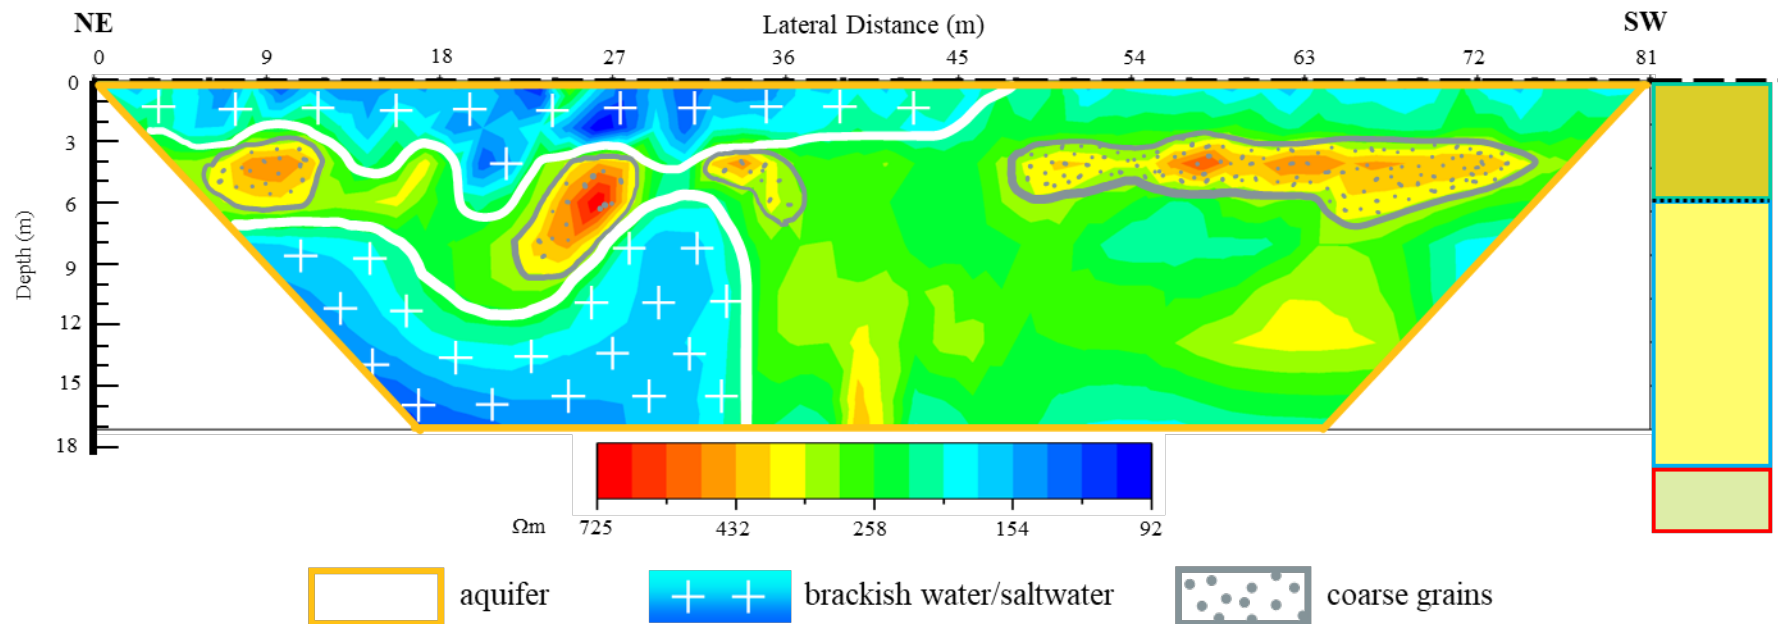 NE
Lateral Distance (m)
SW
0 9 18 27 36 45 54 63 72 81
Depth (m)
0
3
6
9
12
15
18
Ωm 725 432 258 154 92
aquifer
brackish water/saltwater
coarse grains